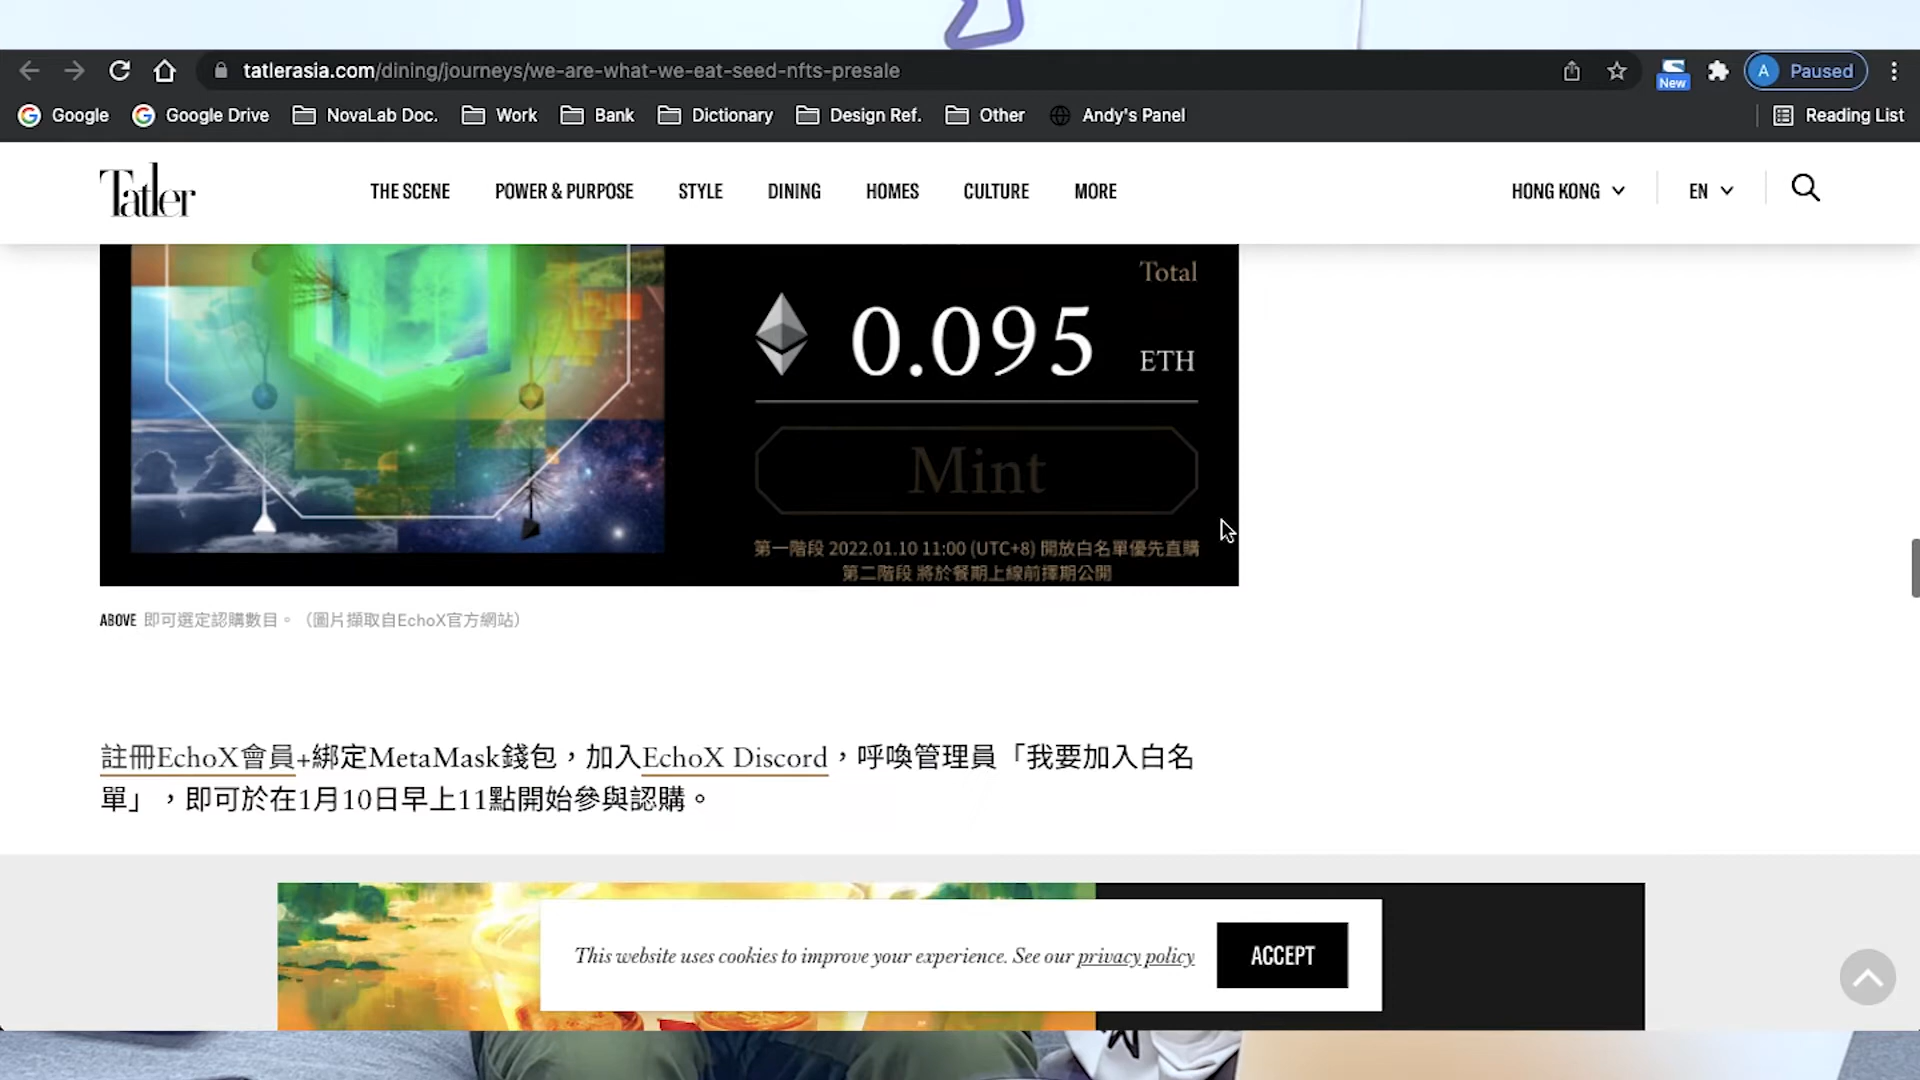 tatlerasia.com/dining/journeys/we-are-what-we-eat-seed-nfts-presale
New
A Paused
Google
Google Drive
NovaLab Doc.
Work
Bank
Dictionary
Design Ref.
Other
Andy's Panel
Reading List
Tatler
THE SCENE
POWER & PURPOSE
STYLE
DINING
HOMES
CULTURE
MORE
HONG KONG
EN
Total
0.095 ETH
Mint
第一階段 2022.01.10 11:00 (UTC+8) 開放白名單優先直購
第二階段 將於餐期上線前擇期公開
ABOVE 即可選定認購數目。（圖片擷取自EchoX官方網站）
註冊EchoX會員+綁定MetaMask錢包，加入EchoX Discord，呼喚管理員「我要加入白名
單」，即可於在1月10日早上11點開始參與認購。
This website uses cookies to improve your experience. See our privacy policy
ACCEPT